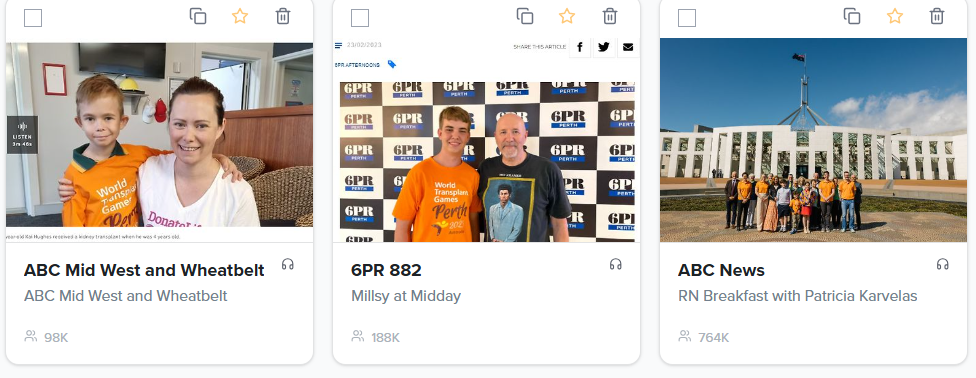 LISTEN
3m 46s
World
Transplant
Games
Perth
Donate
year-old Kai Hughes received a kidney transplant when he was 4 years old.
ABC Mid West and Wheatbelt
ABC Mid West and Wheatbelt
98K
23/02/2023
SHARE THIS ARTICLE
6PR AFTERNOONS
6PR
PERTH
World
Transplant
Games
Perth
6PR 882
Millsy at Midday
188K
ABC News
RN Breakfast with Patricia Karvelas
764K